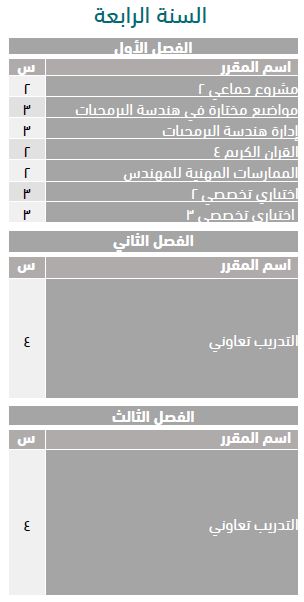 السنة الرابعة
الفصل الأول
اسم المقرر س
مشروع جماعي ٢ ٢
مواضيع مختارة في هندسة البرمجيات ٣
إدارة هندسة البرمجيات ٣
القران الكريم ٤ ٢
الممارسات المهنية للمهندس ٢
اختياري تخصصي ٢ ٣
اختياري تخصصي ٣ ٣
الفصل الثاني
اسم المقرر س
التدريب تعاوني ٤
الفصل الثالث
اسم المقرر س
التدريب تعاوني ٤